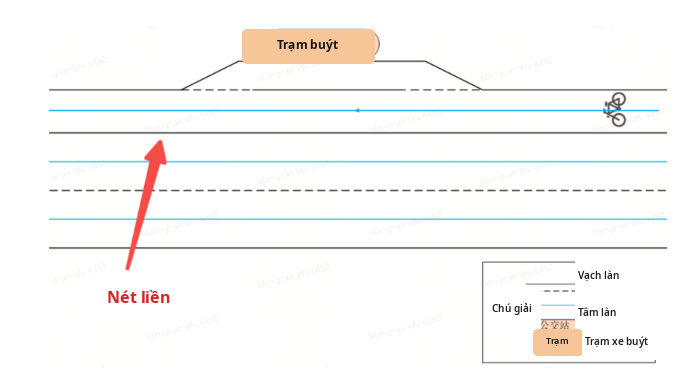 Trạm buýt
Nét liền
Vạch làn
Chú giải
Tâm làn
公交站
Trạm
Trạm xe buýt